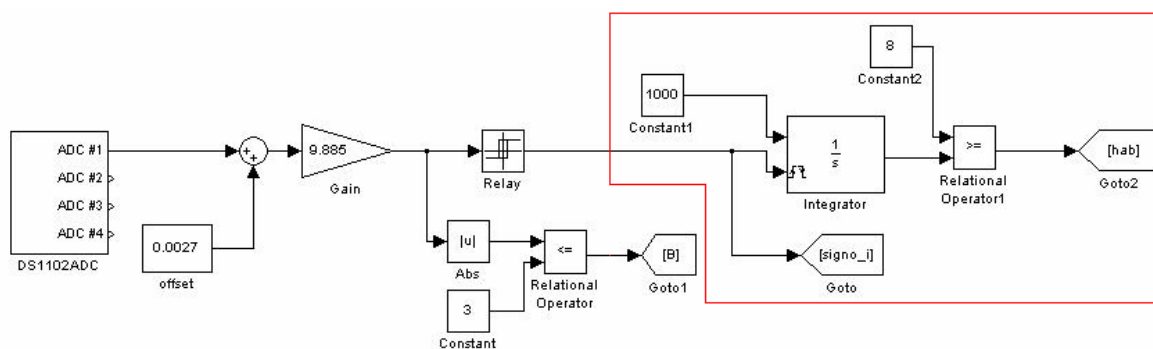 8
Constant2
1000
Constant1
ADC #1
ADC #2
ADC #3
ADC #4
DS1102ADC
+
+
9.885
Gain
Relay
1
s
Integrator
>=
Relational
Operator1
[hab]
Goto2
0.0027
offset
|u|
Abs
<=
Relational
Operator
[B]
Goto1
[signo_i]
Goto
3
Constant